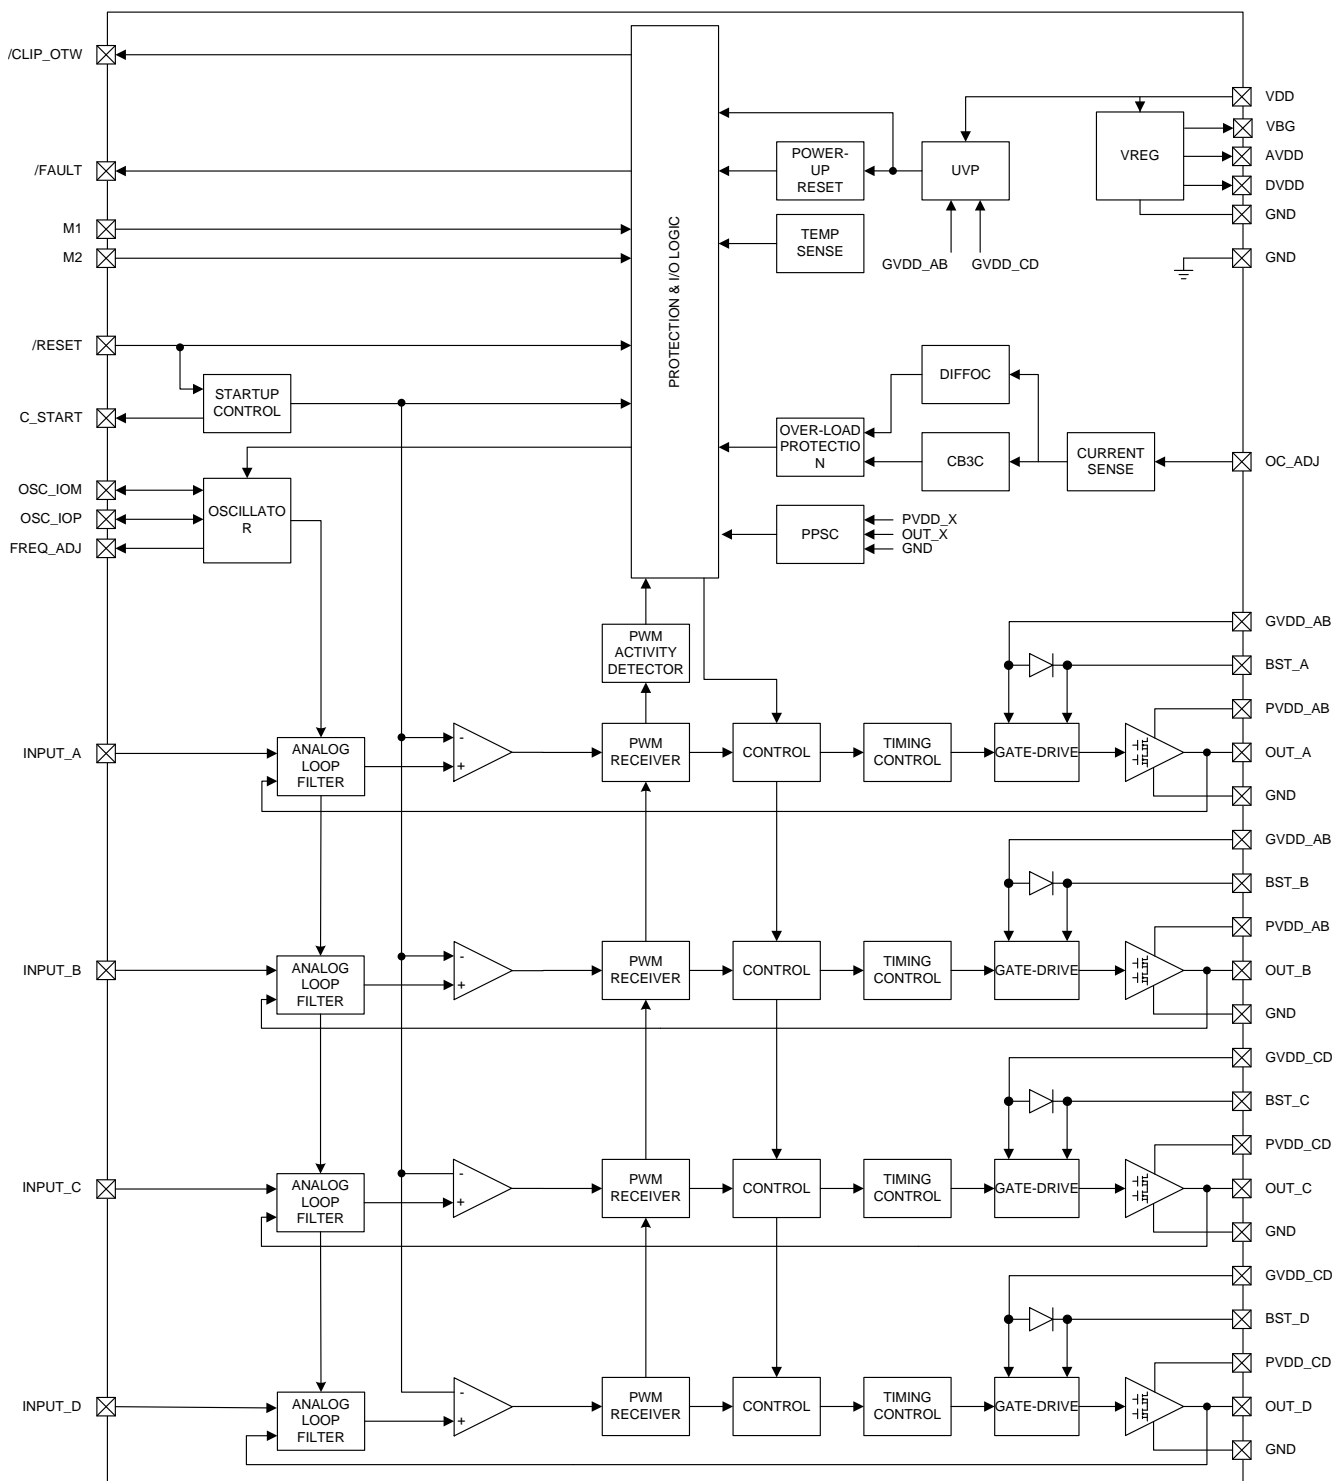 /CLIP_OTW
VDD
VBG
POWER-
UP
RESET
UVP
VREG
AVDD
/FAULT
DVDD
M1
GND
TEMP
SENSE
M2
GVDD_AB
GVDD_CD
GND
PROTECTION & I/O LOGIC
/RESET
DIFFOC
STARTUP
CONTROL
C_START
OVER-LOAD
PROTECTIO
N
CB3C
CURRENT
SENSE
OC_ADJ
OSC_IOM
OSC_IOP
FREQ_ADJ
OSCILLATO
R
PPSC
PVDD_X
OUT_X
GND
PWM
ACTIVITY
DETECTOR
GVDD_AB
BST_A
PVDD_AB
INPUT_A
ANALOG
LOOP
FILTER
-
+
PWM
RECEIVER
CONTROL
TIMING
CONTROL
GATE-DRIVE
OUT_A
GND
GVDD_AB
BST_B
PVDD_AB
INPUT_B
ANALOG
LOOP
FILTER
-
+
PWM
RECEIVER
CONTROL
TIMING
CONTROL
GATE-DRIVE
OUT_B
GND
GVDD_CD
BST_C
PVDD_CD
INPUT_C
ANALOG
LOOP
FILTER
-
+
PWM
RECEIVER
CONTROL
TIMING
CONTROL
GATE-DRIVE
OUT_C
GND
GVDD_CD
BST_D
PVDD_CD
INPUT_D
ANALOG
LOOP
FILTER
-
+
PWM
RECEIVER
CONTROL
TIMING
CONTROL
GATE-DRIVE
OUT_D
GND